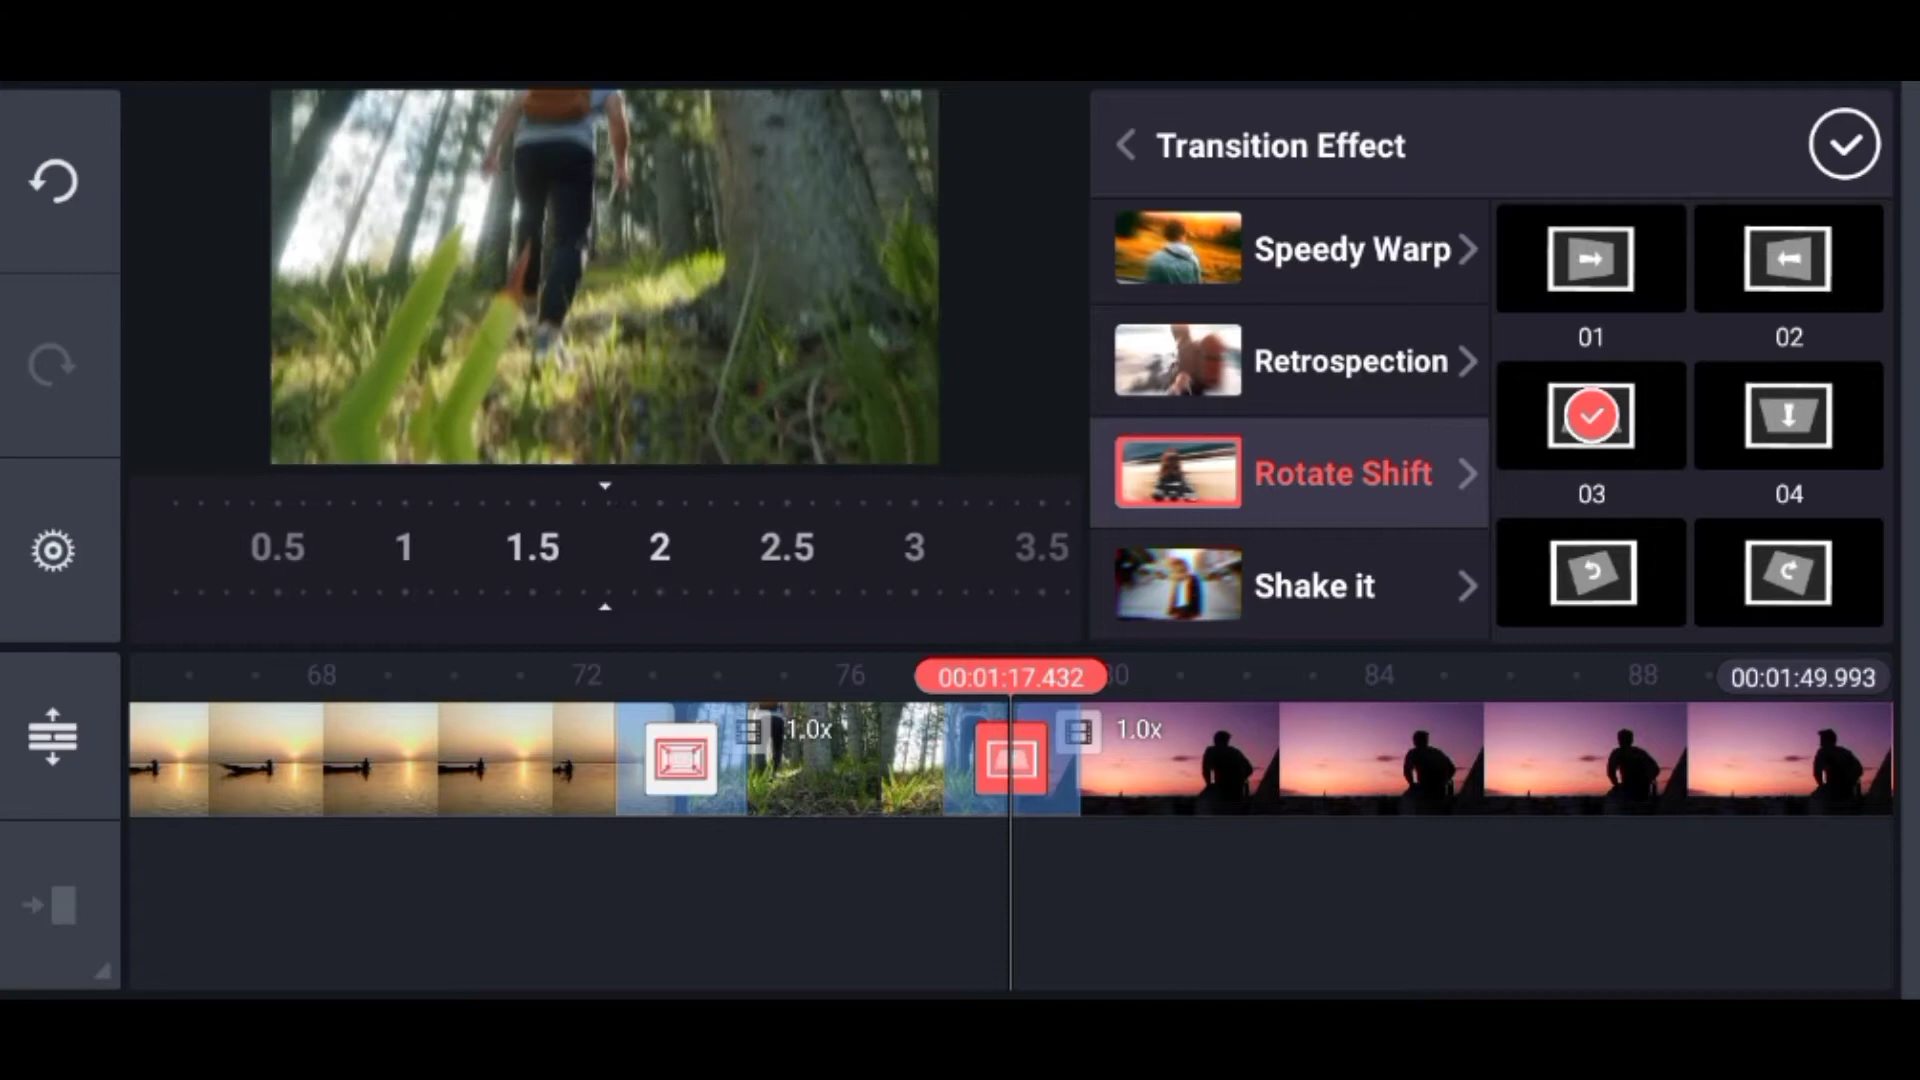 Transition Effect
Speedy Warp
Retrospection
Rotate Shift
Shake it
01
02
03
04
0.5
1
1.5
2
2.5
3
3.5
68
72
76
00:01:17.432
80
84
88
00:01:49.993
1.0x
1.0x